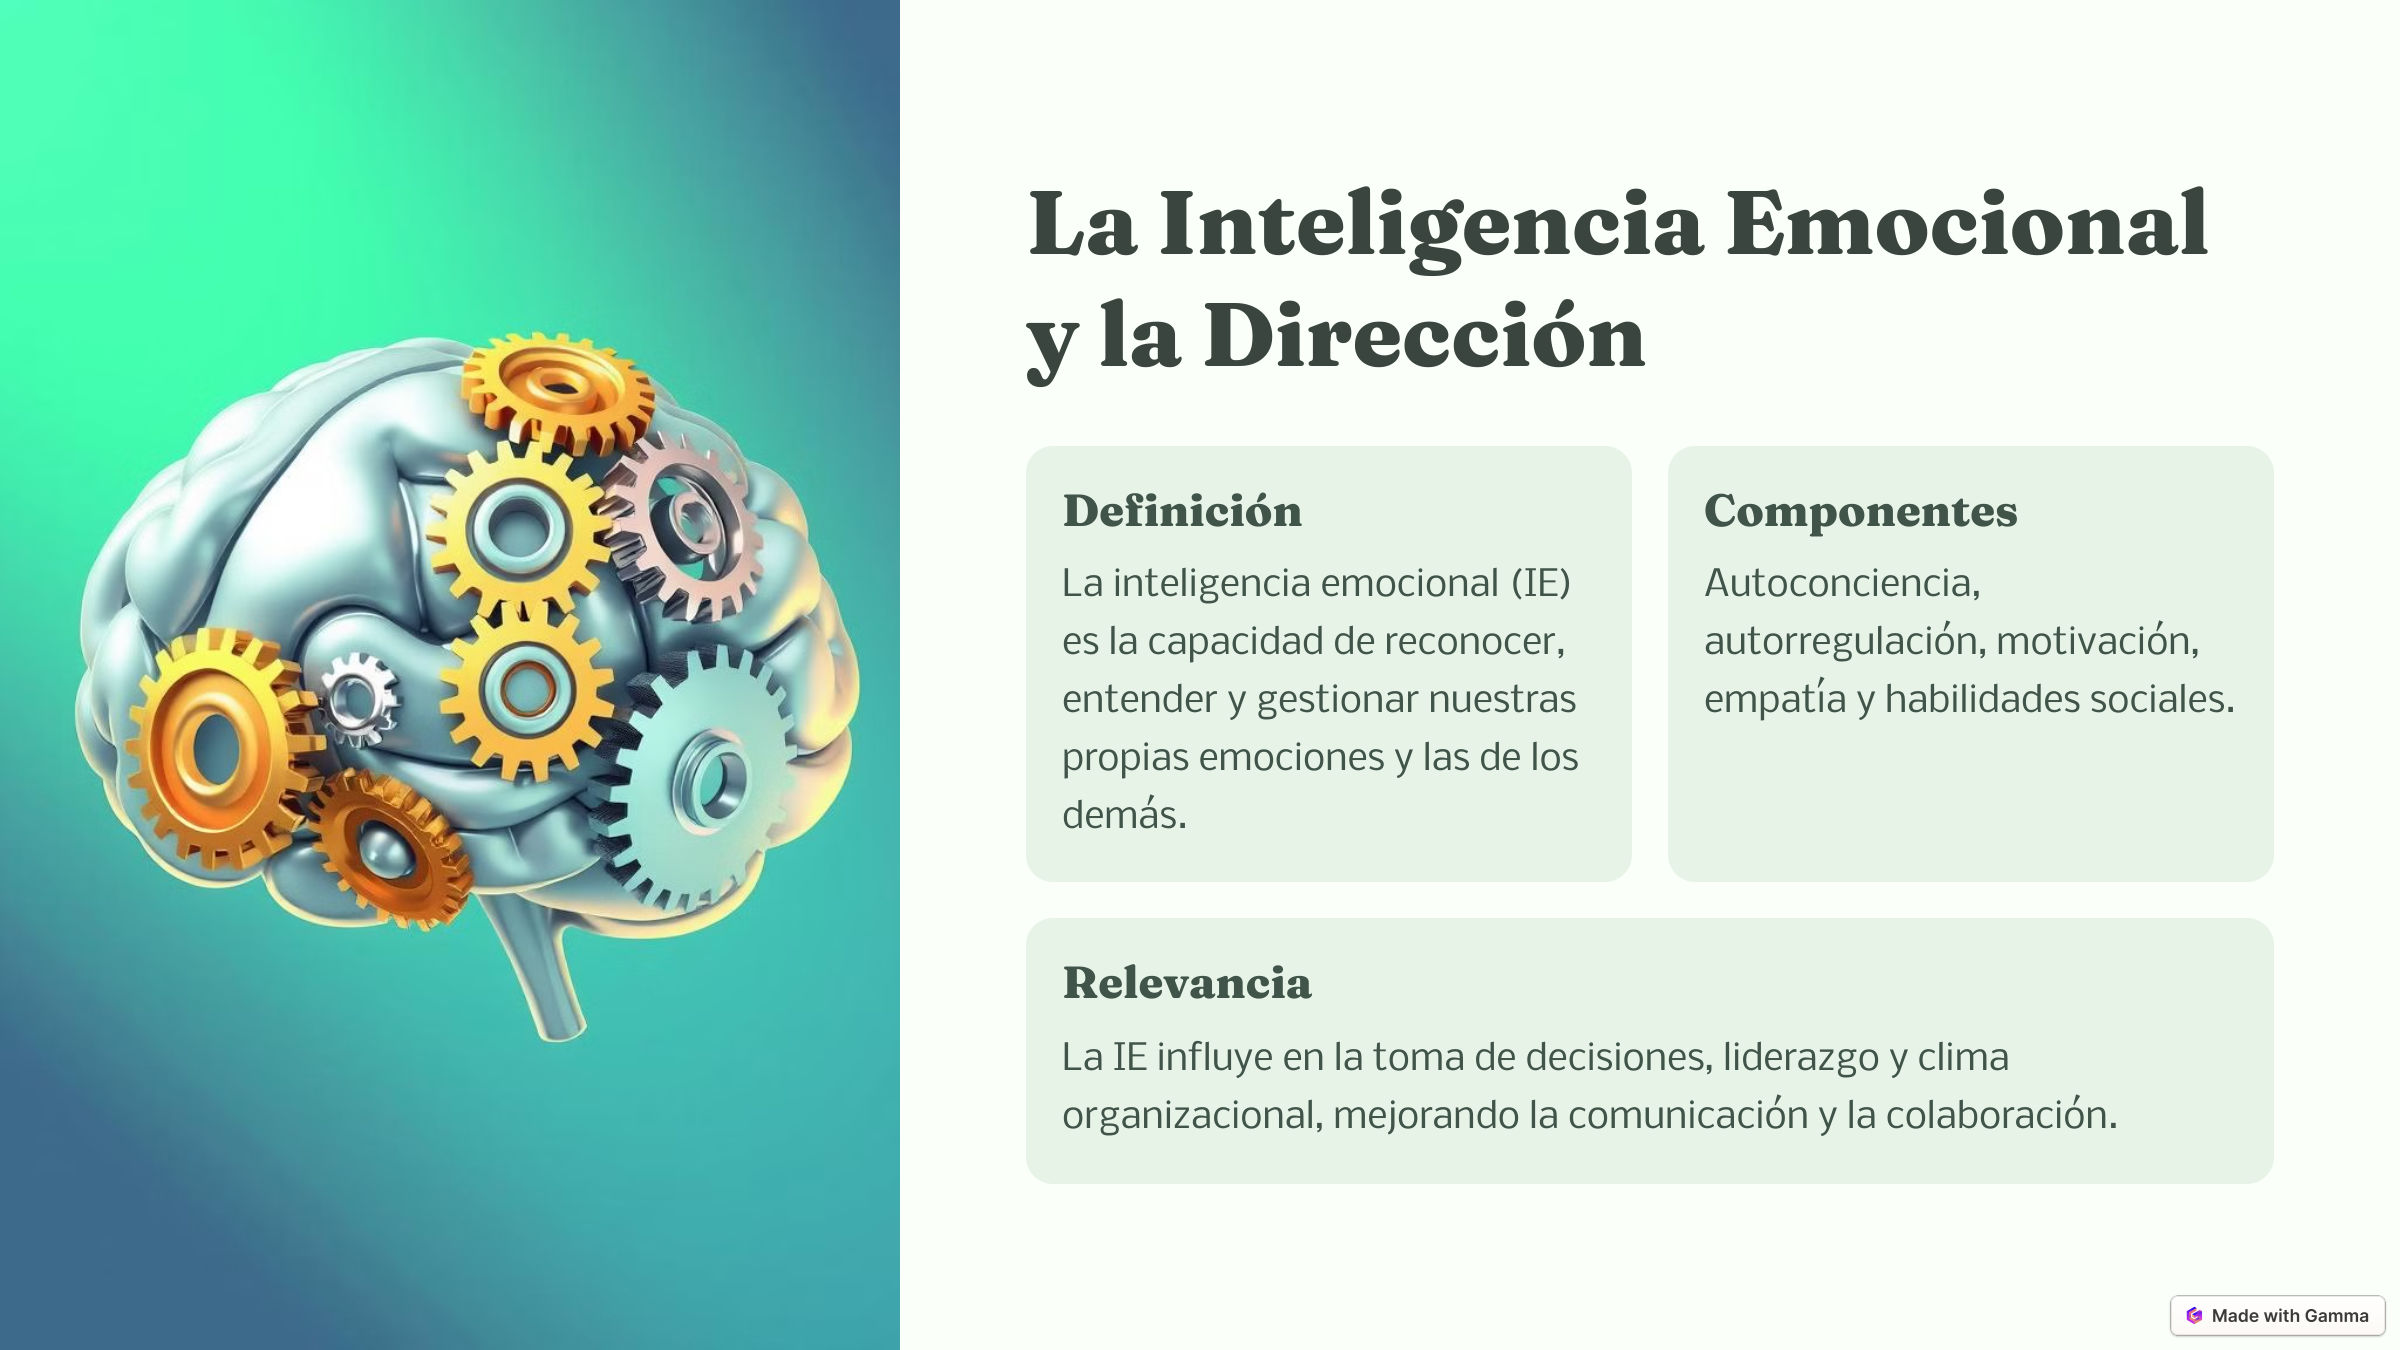 La Inteligencia Emocional
y la Dirección
Definición
La inteligencia emocional (IE)
es la capacidad de reconocer,
entender y gestionar nuestras
propias emociones y las de los
demás.
Componentes
Autoconciencia,
autorregulación, motivación,
empatía y habilidades sociales.
Relevancia
La IE influye en la toma de decisiones, liderazgo y clima
organizacional, mejorando la comunicación y la colaboración.
Made with Gamma